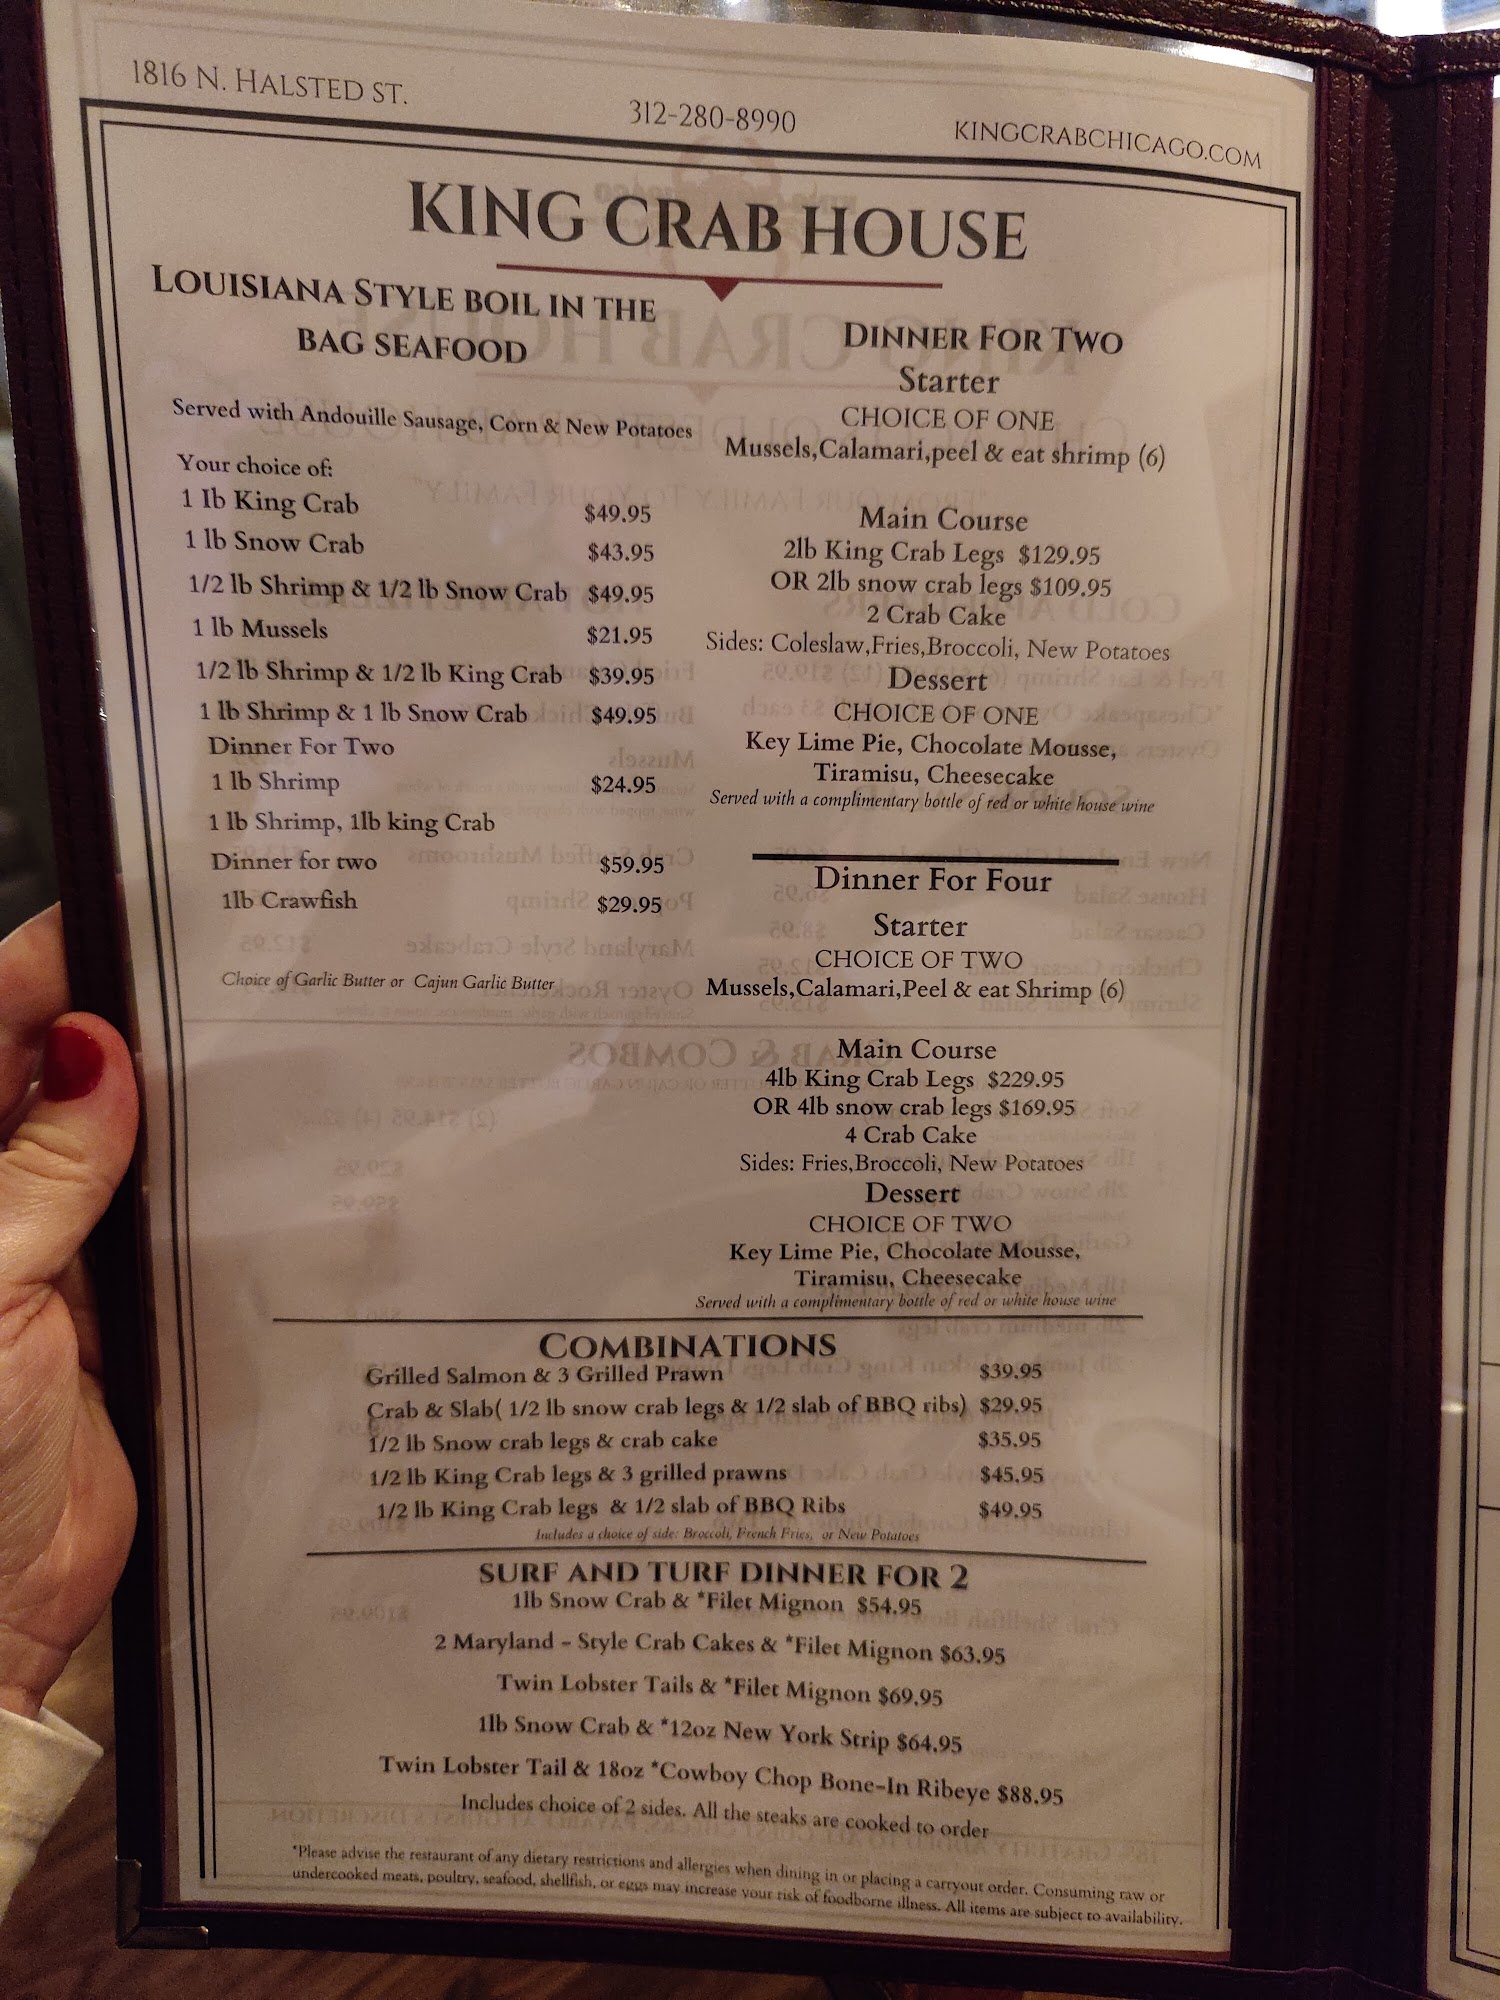 1816 N. HALSTED ST.
312-280-8990
KINGCRABCHICAGO.COM
KING CRAB HOUSE
LOUISIANA STYLE BOIL IN THE
BAG SEAFOOD
Served with Andouille Sausage, Corn & New Potatoes
Your choice of:
1 Ib King Crab $49.95
1 lb Snow Crab $43.95
1/2 lb Shrimp & 1/2 lb Snow Crab $49.95
1 lb Mussels $21.95
1/2 lb Shrimp & 1/2 lb King Crab $39.95
1 lb Shrimp & 1 lb Snow Crab $49.95
Dinner For Two
1 lb Shrimp $24.95
1 lb Shrimp, 1lb king Crab
Dinner for two $59.95
1lb Crawfish $29.95
Choice of Garlic Butter or Cajun Garlic Butter
DINNER FOR TWO
Starter
CHOICE OF ONE
Mussels,Calamari,peel & eat shrimp (6)
Main Course
2lb King Crab Legs $129.95
OR 2lb snow crab legs $109.95
2 Crab Cake
Sides: Coleslaw,Fries,Broccoli, New Potatoes
Dessert
CHOICE OF ONE
Key Lime Pie, Chocolate Mousse,
Tiramisu, Cheesecake
Served with a complimentary bottle of red or white house wine
Dinner For Four
Starter
CHOICE OF TWO
Mussels,Calamari,Peel & eat Shrimp (6)
Main Course
4lb King Crab Legs $229.95
OR 4lb snow crab legs $169.95
4 Crab Cake
Sides: Fries,Broccoli, New Potatoes
Dessert
CHOICE OF TWO
Key Lime Pie, Chocolate Mousse,
Tiramisu, Cheesecake
Served with a complimentary bottle of red or white house wine
COMBINATIONS
Grilled Salmon & 3 Grilled Prawn $39.95
Crab & Slab( 1/2 lb snow crab legs & 1/2 slab of BBQ ribs) $29.95
1/2 lb Snow crab legs & crab cake $35.95
1/2 lb King Crab legs & 3 grilled prawns $45.95
1/2 lb King Crab legs & 1/2 slab of BBQ Ribs $49.95
Includes a choice of side: Broccoli, French Fries, or New Potatoes
SURF AND TURF DINNER FOR 2
1lb Snow Crab & *Filet Mignon $54.95
2 Maryland - Style Crab Cakes & *Filet Mignon $63.95
Twin Lobster Tails & *Filet Mignon $69.95
1lb Snow Crab & *12oz New York Strip $64.95
Twin Lobster Tail & 18oz *Cowboy Chop Bone-In Ribeye $88.95
Includes choice of 2 sides. All the steaks are cooked to order
*Please advise the restaurant of any dietary restrictions and allergies when dining in or placing a carryout order. Consuming raw or
undercooked meats, poultry, seafood, shellfish, or eggs may increase your risk of foodborne illness. All items are subject to availability.